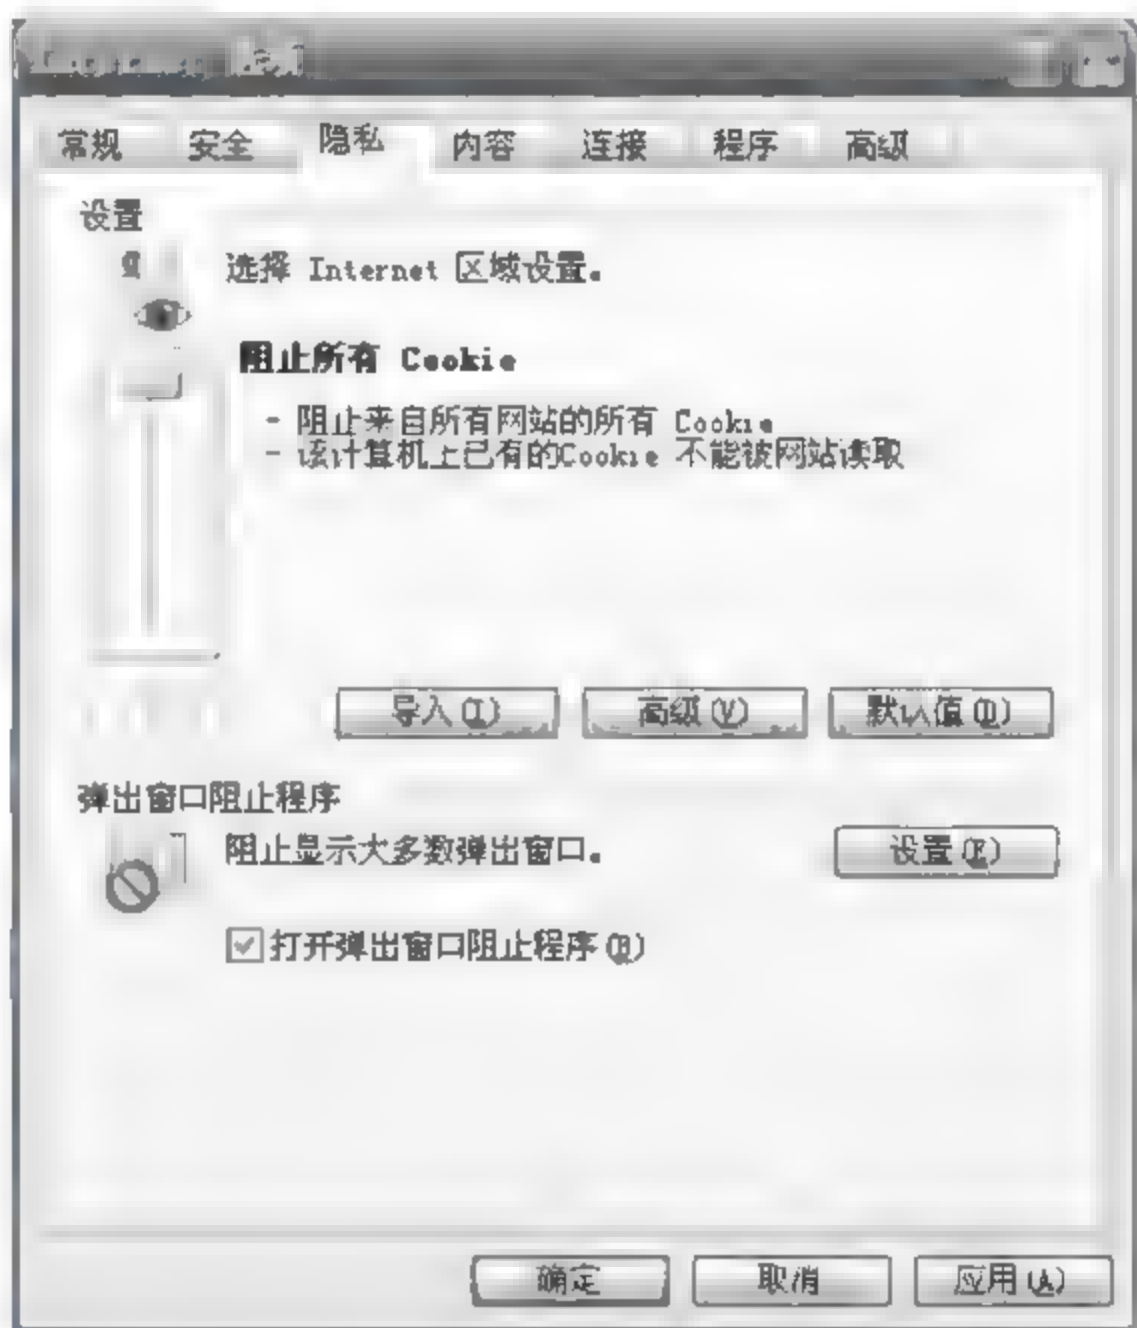 常规 安全 隐私 内容 连接 程序 高级
设置
选择 Internet 区域设置。
阻止所有 Cookie
- 阻止来自所有网站的所有 Cookie
- 该计算机上已有的Cookie 不能被网站读取
导入(I) 高级(V) 默认值(D)
弹出窗口阻止程序
阻止显示大多数弹出窗口。 设置(E)
打开弹出窗口阻止程序(B)
确定 取消 应用(A)